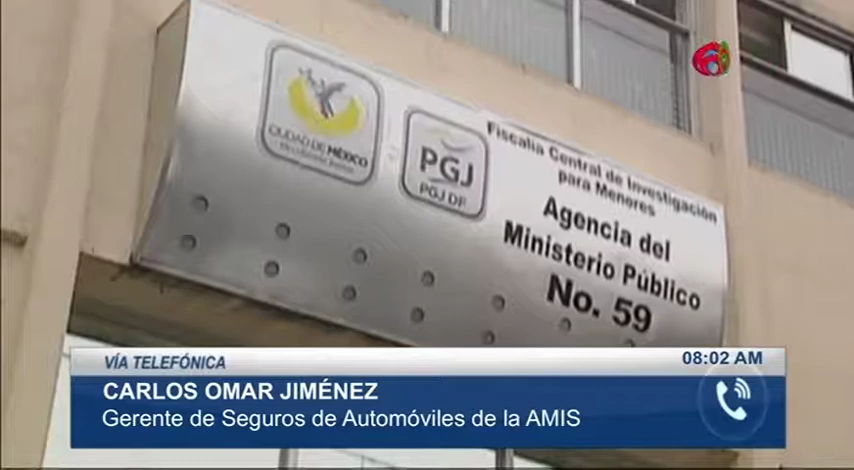 CIUDAD DE MÉXICO
PGJ
PGJ DF
Fiscalía Central de Investigación
para Menores
Agencia del
Ministerio Público
No. 59
VÍA TELEFÓNICA
08:02 AM
CARLOS OMAR JIMÉNEZ
Gerente de Seguros de Automóviles de la AMIS